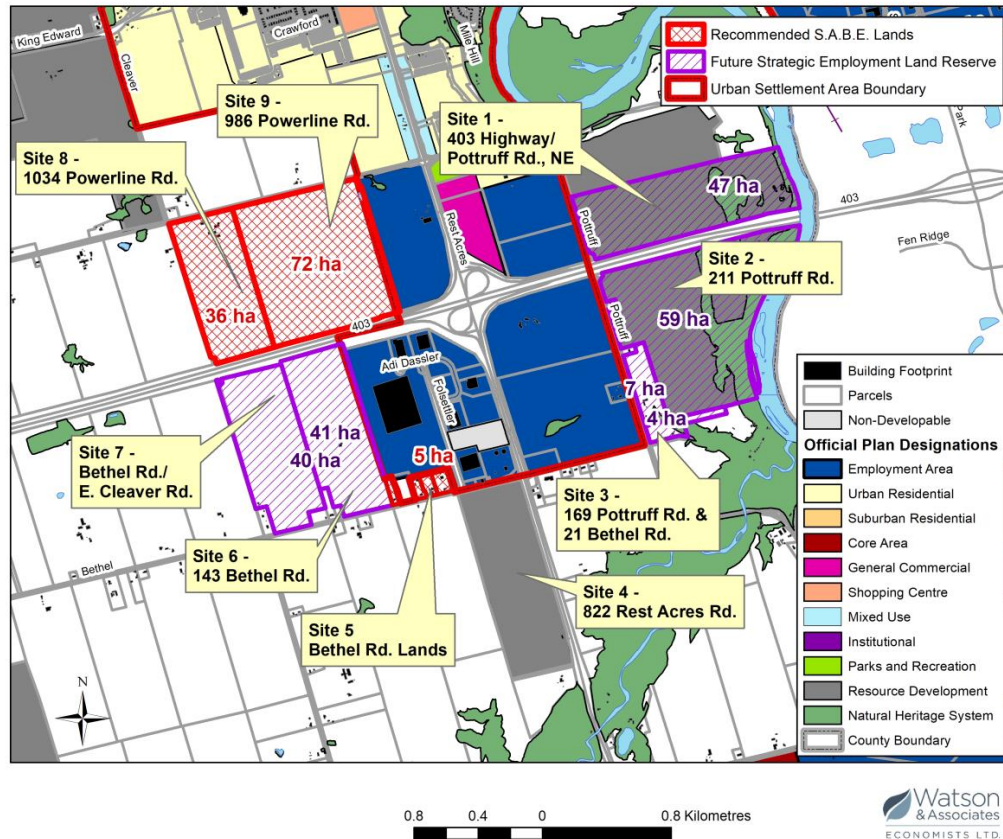 King Edward
Crawford
Cleaver
Mile Hill
Recommended S.A.B.E. Lands
Future Strategic Employment Land Reserve
Urban Settlement Area Boundary
Park
Site 9 -
986 Powerline Rd.
Site 1 -
403 Highway/
Pottruff Rd., NE
Site 8 -
1034 Powerline Rd.
47 ha
403
Pottruff
Rest Acres
Fen Ridge
Site 2 -
211 Pottruff Rd.
72 ha
36 ha
403
59 ha
Pottruff
Adi Dassler
Folsettler
7 ha
4 ha
41 ha
40 ha
5 ha
Site 7 -
Bethel Rd./
E. Cleaver Rd.
Site 3 -
169 Pottruff Rd. &
21 Bethel Rd.
Bethel
Site 6 -
143 Bethel Rd.
Site 4 -
822 Rest Acres Rd.
Site 5
Bethel Rd. Lands
N
Building Footprint
Parcels
Non-Developable
Official Plan Designations
Employment Area
Urban Residential
Suburban Residential
Core Area
General Commercial
Shopping Centre
Mixed Use
Institutional
Parks and Recreation
Resource Development
Natural Heritage System
County Boundary
0.8 0.4 0 0.8 Kilometres
Watson
& Associates
ECONOMISTS LTD.